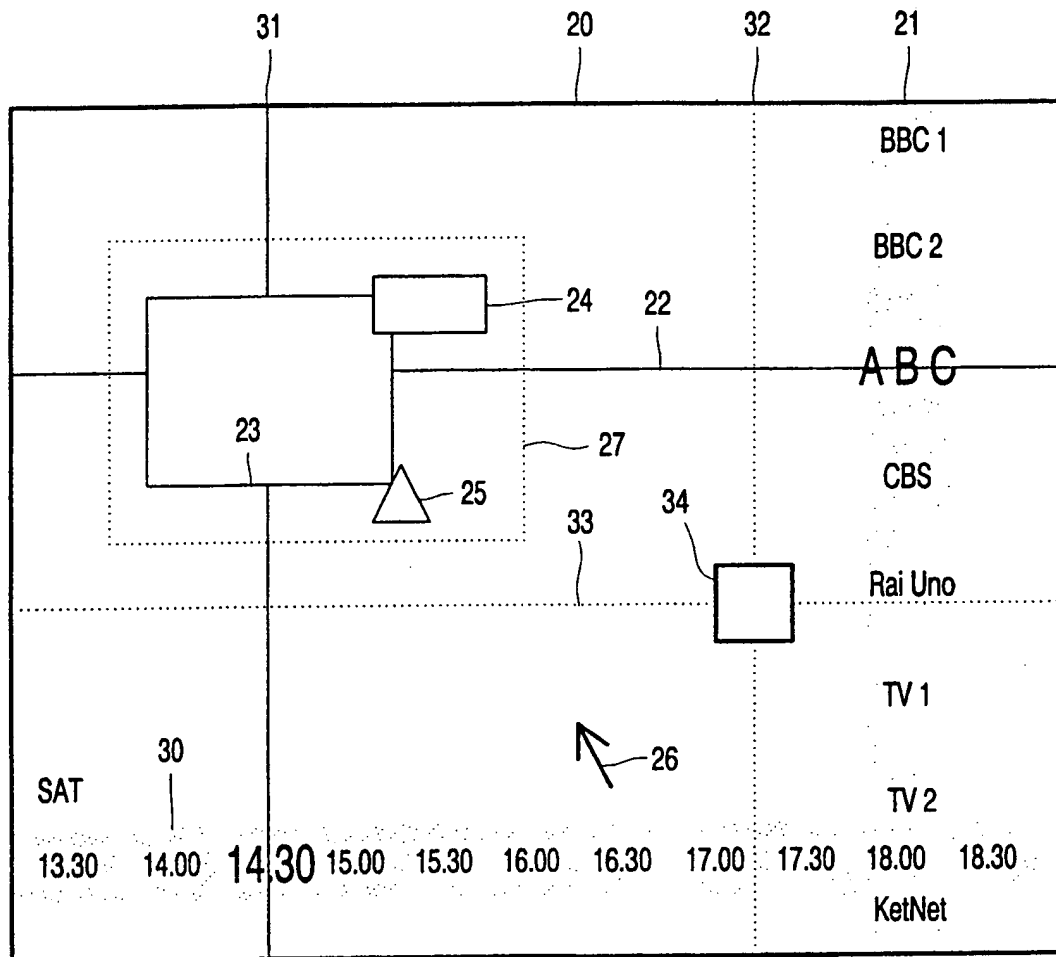 31 20 32 21
BBC 1
BBC 2
24
22
A B C
23
27
CBS
25
34
33
Rai Uno
TV 1
30
26
SAT
TV 2
13.30 14.00 14.30 15.00 15.30 16.00 16.30 17.00 17.30 18.00 18.30
KetNet